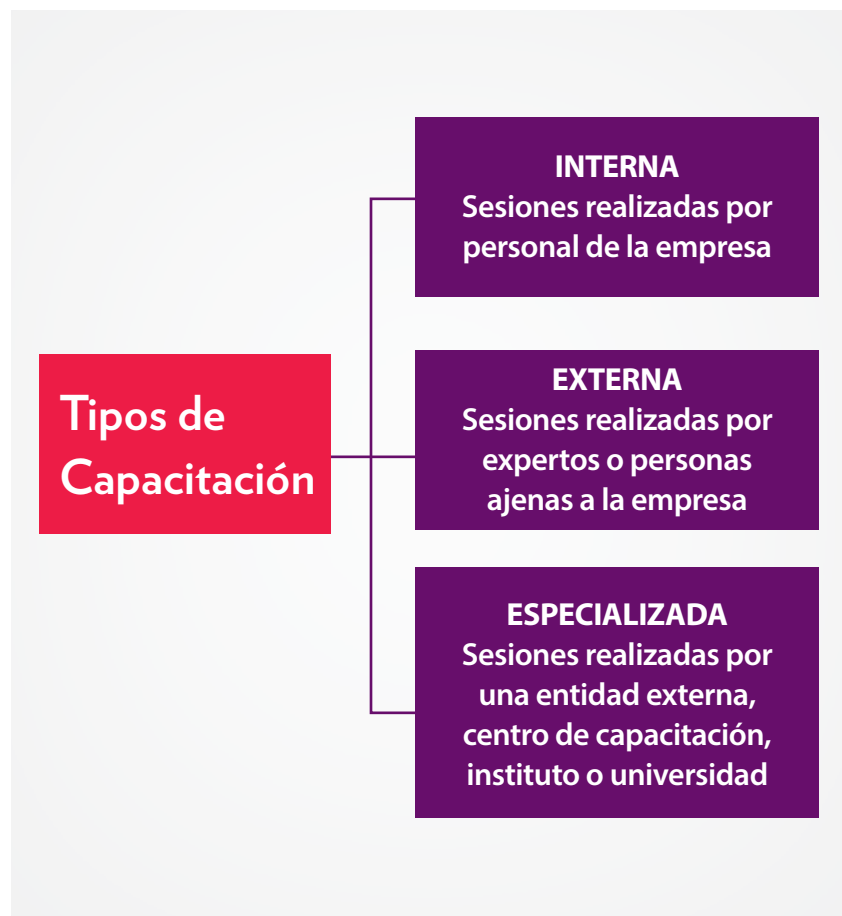 Tipos de
Capacitación
INTERNA
Sesiones realizadas por
personal de la empresa
EXTERNA
Sesiones realizadas por
expertos o personas
ajenas a la empresa
ESPECIALIZADA
Sesiones realizadas por
una entidad externa,
centro de capacitación,
instituto o universidad